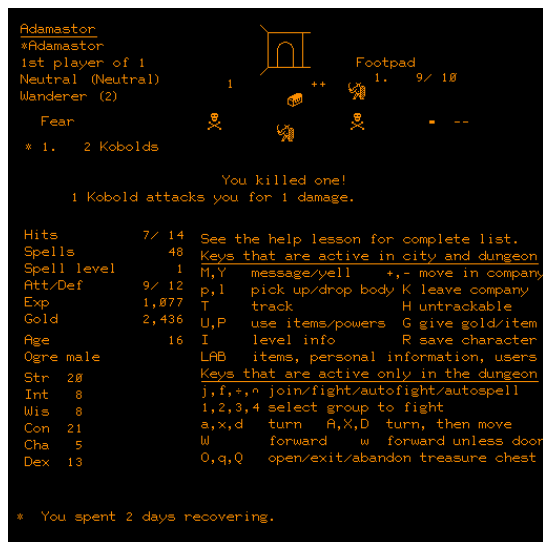 Adamastor
*Adamastor
1st player of 1
Neutral (Neutral)
Wanderer (2)
Footpad
1. 9/ 10
1 ++
Fear
- --
* 1. 2 Kobolds
You killed one!
1 Kobold attacks you for 1 damage.
Hits 7/ 14
Spells 48
Spell level 1
Att/Def 9/ 12
Exp 1,077
Gold 2,436
Age 16
Ogre male
Str 20
Int 8
Wis 8
Con 21
Cha 5
Dex 13
See the help lesson for complete list.
Keys that are active in city and dungeon
M,Y message/yell +,- move in company
p,l pick up/drop body K leave company
T track H untrackable
U,P use items/powers G give gold/item
I level info R save character
LAB items, personal information, users
Keys that are active only in the dungeon
j,f,÷,^ join/fight/autofight/autospell
1,2,3,4 select group to fight
a,x,d turn A,X,D turn, then move
W forward w forward unless door
O,q,Q open/exit/abandon treasure chest
* You spent 2 days recovering.